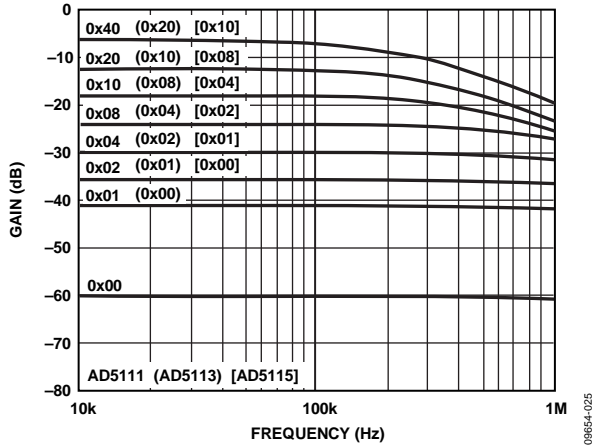 0
–10
–20
–30
–40
–50
–60
–70
–80
GAIN (dB)
0x40 (0x20) [0x10]
0x20 (0x10) [0x08]
0x10 (0x08) [0x04]
0x08 (0x04) [0x02]
0x04 (0x02) [0x01]
0x02 (0x01) [0x00]
0x01 (0x00)
0x00
AD5111 (AD5113) [AD5115]
10k 100k 1M
FREQUENCY (Hz)
09654-025